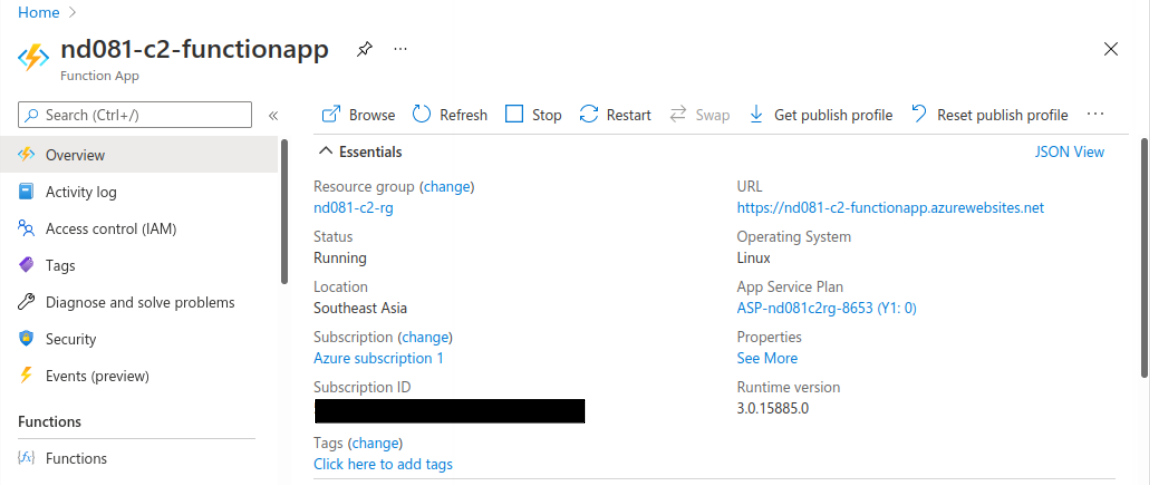 Home >
nd081-c2-functionapp ...
Function App
Search (Ctrl+/) «
Overview
Activity log
Access control (IAM)
Tags
Diagnose and solve problems
Security
Events (preview)
Functions
Functions
Browse Refresh Stop Restart Swap Get publish profile Reset publish profile ...
Essentials JSON View
Resource group (change)
nd081-c2-rg
Status
Running
Location
Southeast Asia
Subscription (change)
Azure subscription 1
Subscription ID
Tags (change)
Click here to add tags
URL
https://nd081-c2-functionapp.azurewebsites.net
Operating System
Linux
App Service Plan
ASP-nd081c2rg-8653 (Y1: 0)
Properties
See More
Runtime version
3.0.15885.0